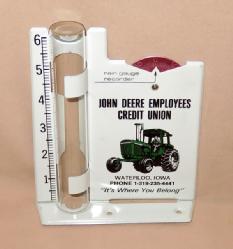 6
5
4
3
2
1
rain gauge
recorder
JOHN DEERE EMPLOYEES
CREDIT UNION
WATERLOO, IOWA
PHONE 1-319-235-4441
"It's Where You Belong"